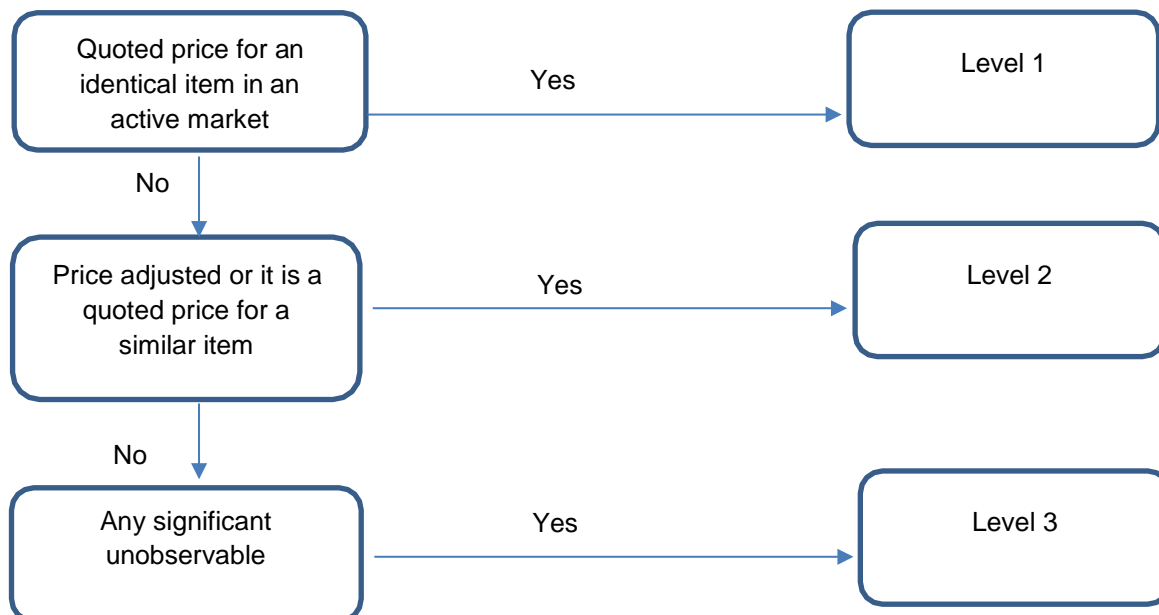 Quoted price for an
identical item in an
active market
Yes
Level 1
No
Price adjusted or it is a
quoted price for a
similar item
Yes
Level 2
No
Any significant
unobservable
Yes
Level 3